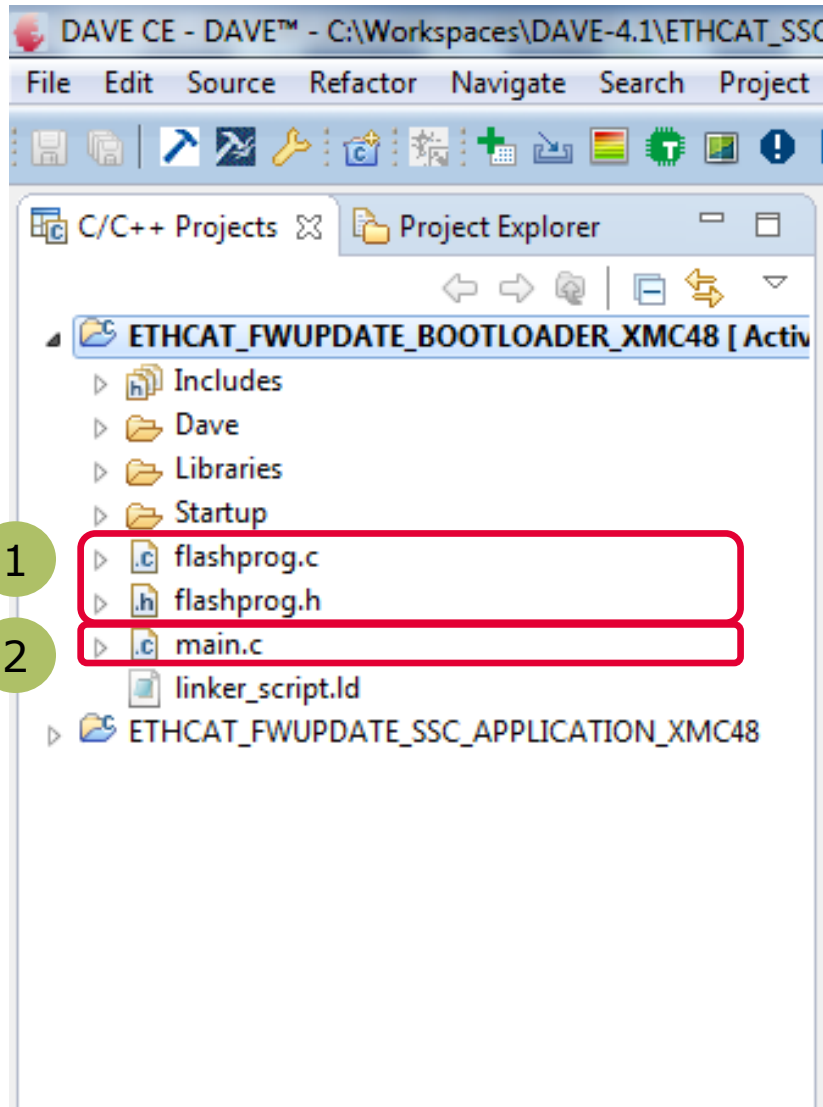 DAVE CE - DAVE™ - C:\Workspaces\DAVE-4.1\ETHCAT_SSC
File Edit Source Refactor Navigate Search Project
C/C++ Projects Project Explorer
ETHCAT_FWUPDATE_BOOTLOADER_XMC48 [ Activ
Includes
Dave
Libraries
Startup
1
flashprog.c
flashprog.h
2
main.c
linker_script.ld
ETHCAT_FWUPDATE_SSC_APPLICATION_XMC48